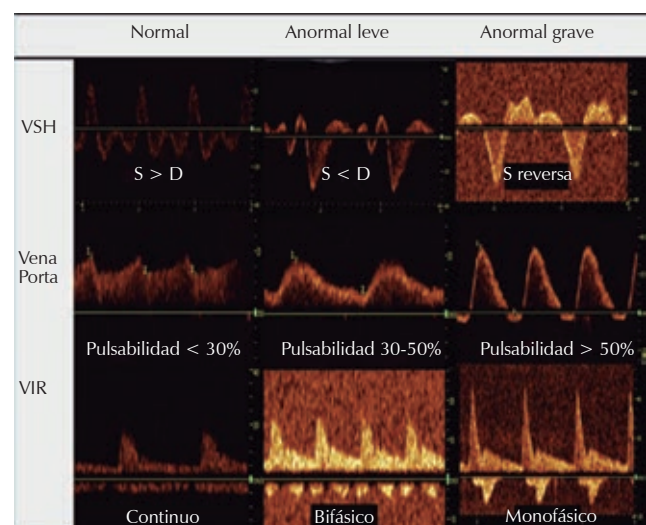 Normal Anormal leve Anormal grave
VSH
S > D S < D S reversa
Vena
Porta
Pulsabilidad < 30% Pulsabilidad 30-50% Pulsabilidad > 50%
VIR
Continuo Bifásico Monofásico